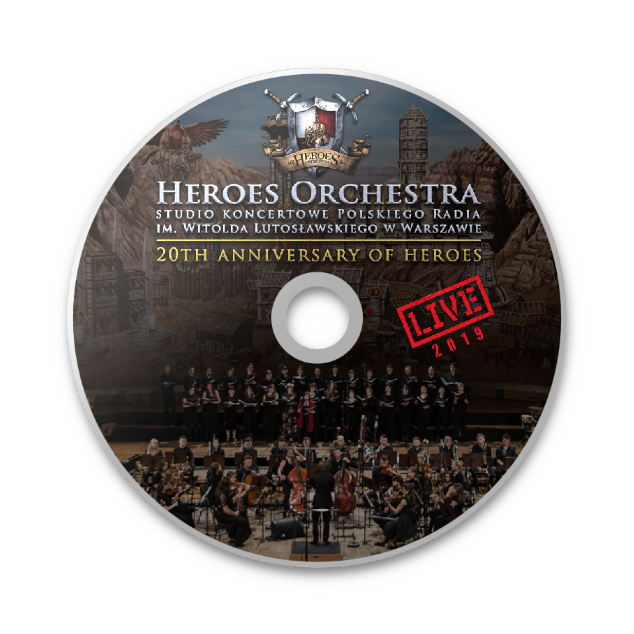 HEROES
HEROES ORCHESTRA
STUDIO KONCERTOWE POLSKIEGO RADIA
IM. WITOLDA LUTOSŁAWSKIEGO W WARSZAWIE
20TH ANNIVERSARY OF HEROES
LIVE
2019